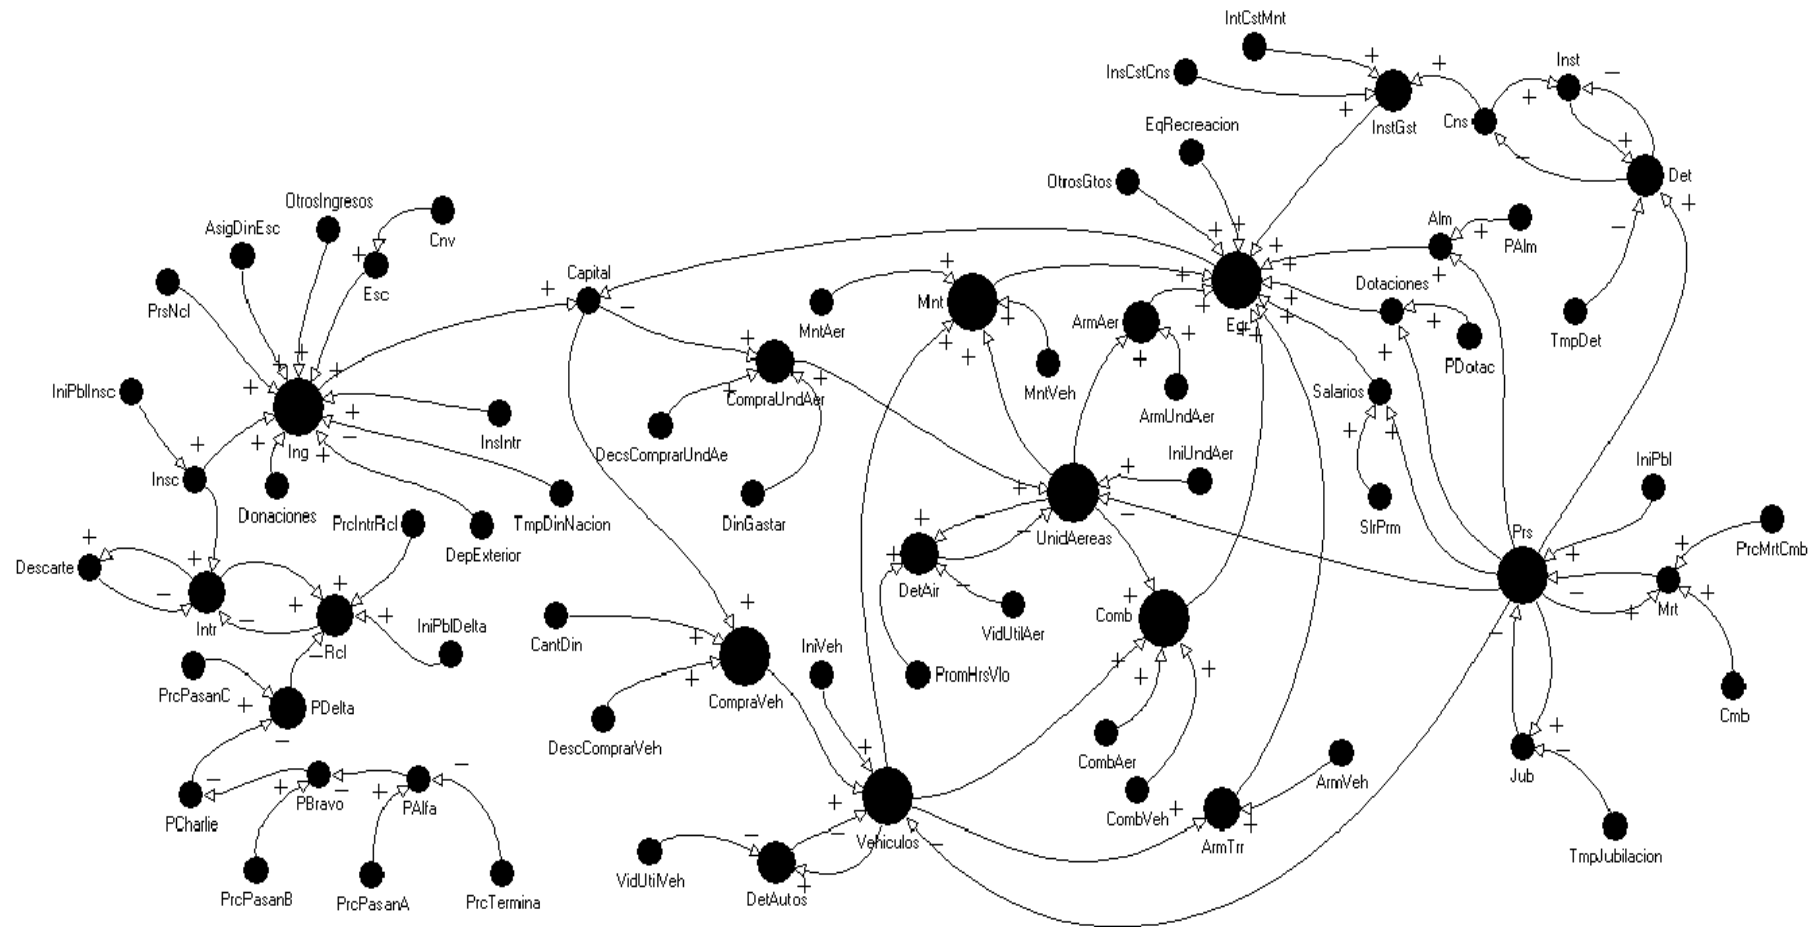 IntCstMnt
InsCstCns
Inst
EqRecreacion
InstGst
Cns
OtrosGtos
Det
OtrosIngresos
AsigDinEsc
Cnv
Alm
PAlm
PrsNcl
Esc
Capital
Dotaciones
MntAer
Mnt
ArmAer
Egr
PDotac
TmpDet
IniPblInsc
CompraUndAer
MntVeh
ArmUndAer
Salarios
InsIntr
Ing
DecsComprarUndAe
IniUndAer
IniPbl
Insc
Donaciones
PrcIntrRcl
TmpDinNacion
DinGastar
UnidAereas
SlrPrm
Prs
DepExterior
PrcMrtCmb
Descarte
Intr
Rcl
IniPblDelta
CantDin
IniVeh
DetAir
VidUtilAer
Comb
Mrt
PrcPasanC
PDelta
CompraVeh
PromHrsVlo
Cmb
DescComprarVeh
CombAer
ArmVeh
Jub
PCharlie
PBravo
PAlfa
CombVeh
Vehiculos
ArmTrr
TmpJubilacion
PrcPasanB
PrcPasanA
PrcTermina
VidUtilVeh
DetAutos